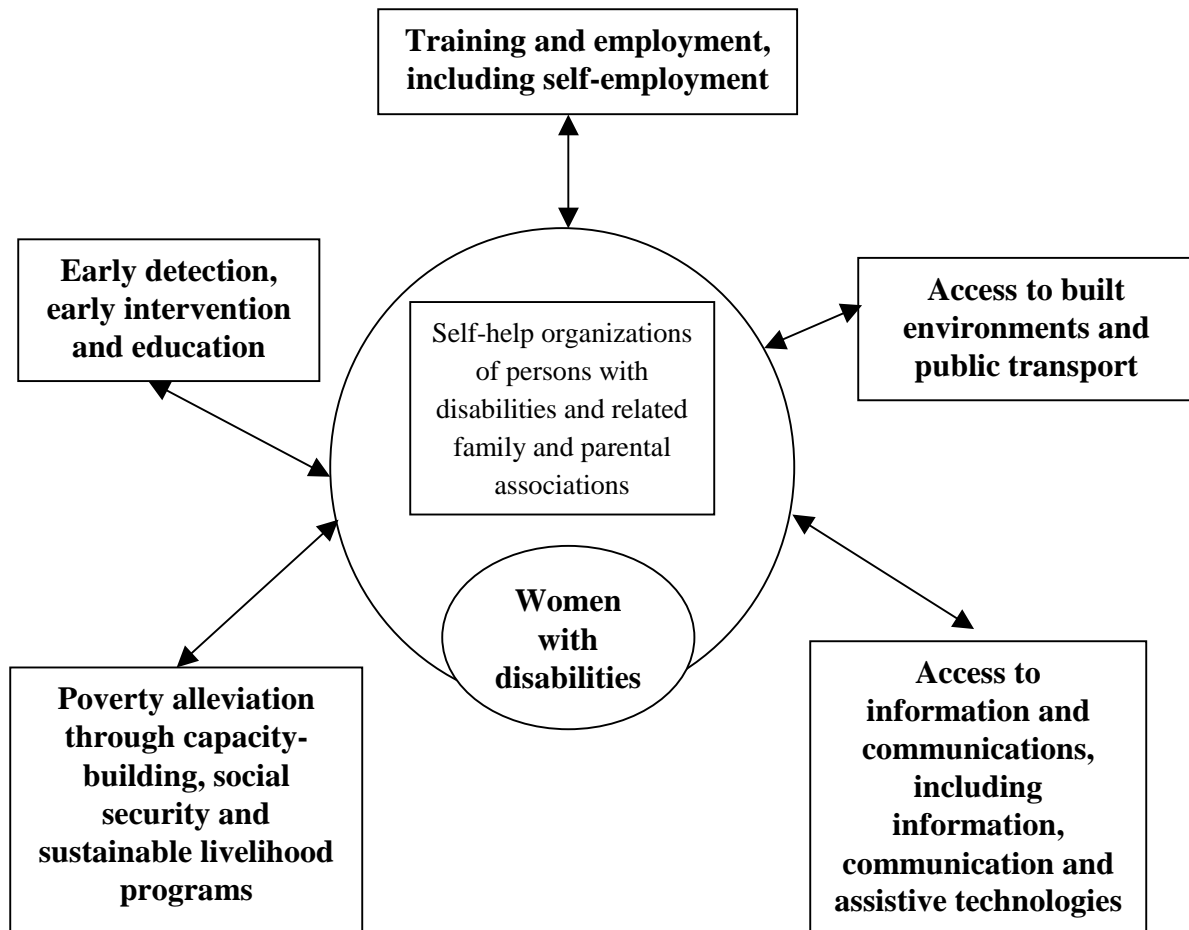 Training and employment,
including self-employment
Early detection,
early intervention
and education
Self-help organizations
of persons with
disabilities and related
family and parental
associations
Access to built
environments and
public transport
Women
with
disabilities
Poverty alleviation
through capacity-
building, social
security and
sustainable livelihood
programs
Access to
information and
communications,
including
information,
communication and
assistive technologies